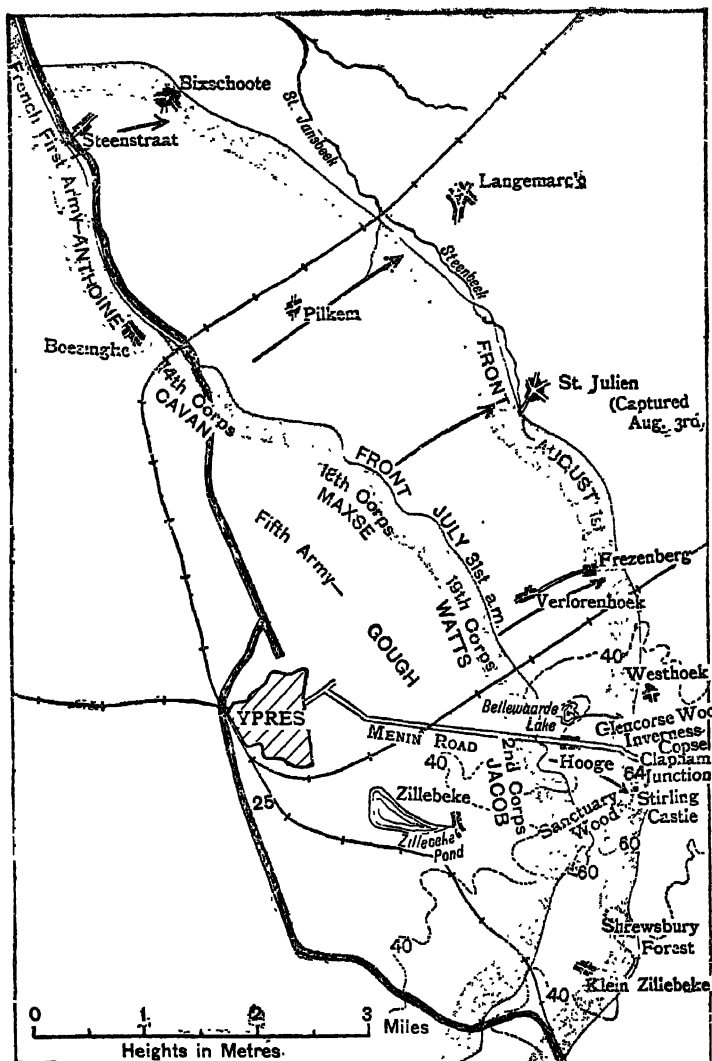 Bixschoote
Steenstraat
St. Jansbeek
French First Army—ANTHOINE
Langemarck
Steenbeek
Pilkem
Boezinghe
14th Corps
CAVAN
FRONT
AUGUST 1st
St. Julien
(Captured
Aug. 3rd,
FRONT
JULY 31st a.m.
18th Corps
MAXSE
Fifth Army—
GOUGH
19th Corps
WATTS
Frezenberg
Verlorenhoek
40
Westhoek
Bellewaarde
Lake
Glencorse Woo
Inverness
Copse
Clapham
Junction
64
YPRES
MENIN ROAD
Hooge
2nd Corps
JACOB
40
Stirling
Castle
Sanctuary
Wood
60
60
25
Zillebeke
Zillebeke
Pond
Shrewsbury
Forest
40
Klein Zillebeke
40
0 1 2 3
Miles
Heights in Metres.